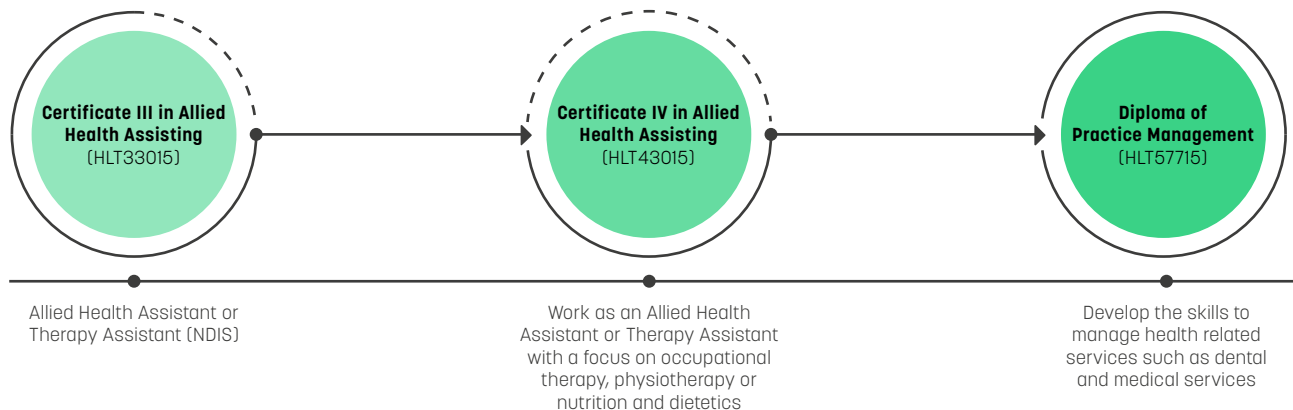 Certificate III in Allied
Health Assisting
(HLT33015)
Certificate IV in Allied
Health Assisting
(HLT43015)
Diploma of
Practice Management
(HLT57715)
Allied Health Assistant or
Therapy Assistant (NDIS)
Work as an Allied Health
Assistant or Therapy Assistant
with a focus on occupational
therapy, physiotherapy or
nutrition and dietetics
Develop the skills to
manage health related
services such as dental
and medical services